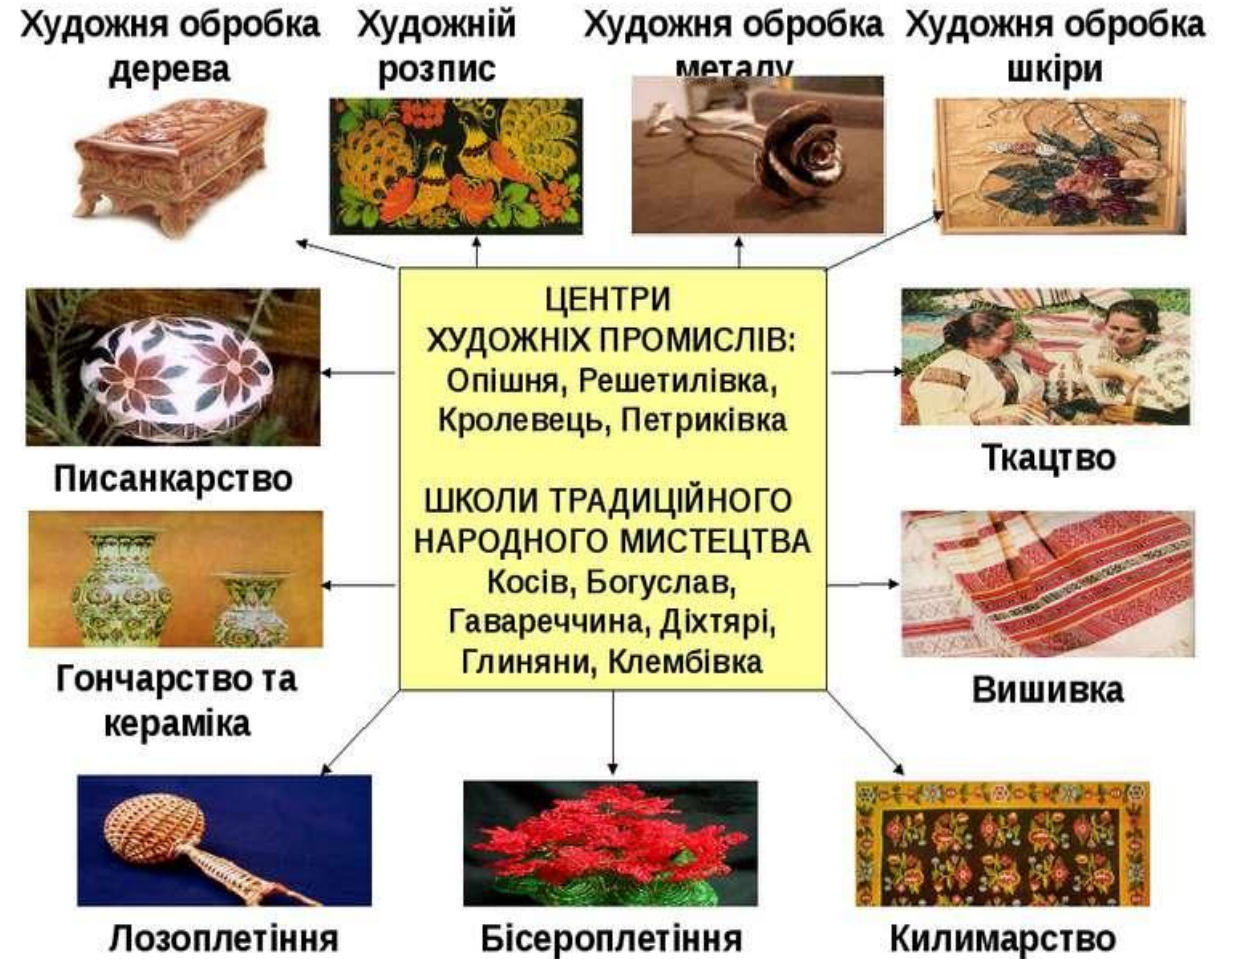 Художня обробка
дерева
Художній
розпис
Художня обробка
металу
Художня обробка
шкіри
ЦЕНТРИ
ХУДОЖНІХ ПРОМИСЛІВ:
Опішня, Решетилівка,
Кролевець, Петриківка
ШКОЛИ ТРАДИЦІЙНОГО
НАРОДНОГО МИСТЕЦТВА
Косів, Богуслав,
Гавареччина, Діхтярі,
Глиняни, Клембівка
Писанкарство
Ткацтво
Гончарство та
кераміка
Вишивка
Лозоплетіння
Бісероплетіння
Килимарство